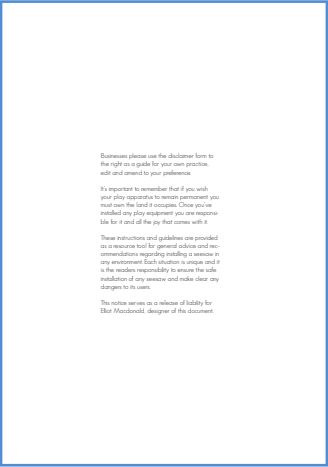 Businesses please use the disclaimer form to
the right as a guide for your own practice,
edit and amend to your preference.
It's important to remember that if you wish
your play apparatus to remain permanent you
must own the land it occupies. Once you've
installed any play equipment you are responsi-
ble for it and all the joy that comes with it.
These instructions and guidelines are provided
as a resource tool for general advice and rec-
ommendations regarding installing a seesaw in
any environment. Each situation is unique and it
is the readers responsibility to ensure the safe
installation of any seesaw and make clear any
dangers to its users.
This notice serves as a release of liability for
Elliot Macdonald, designer of this document.